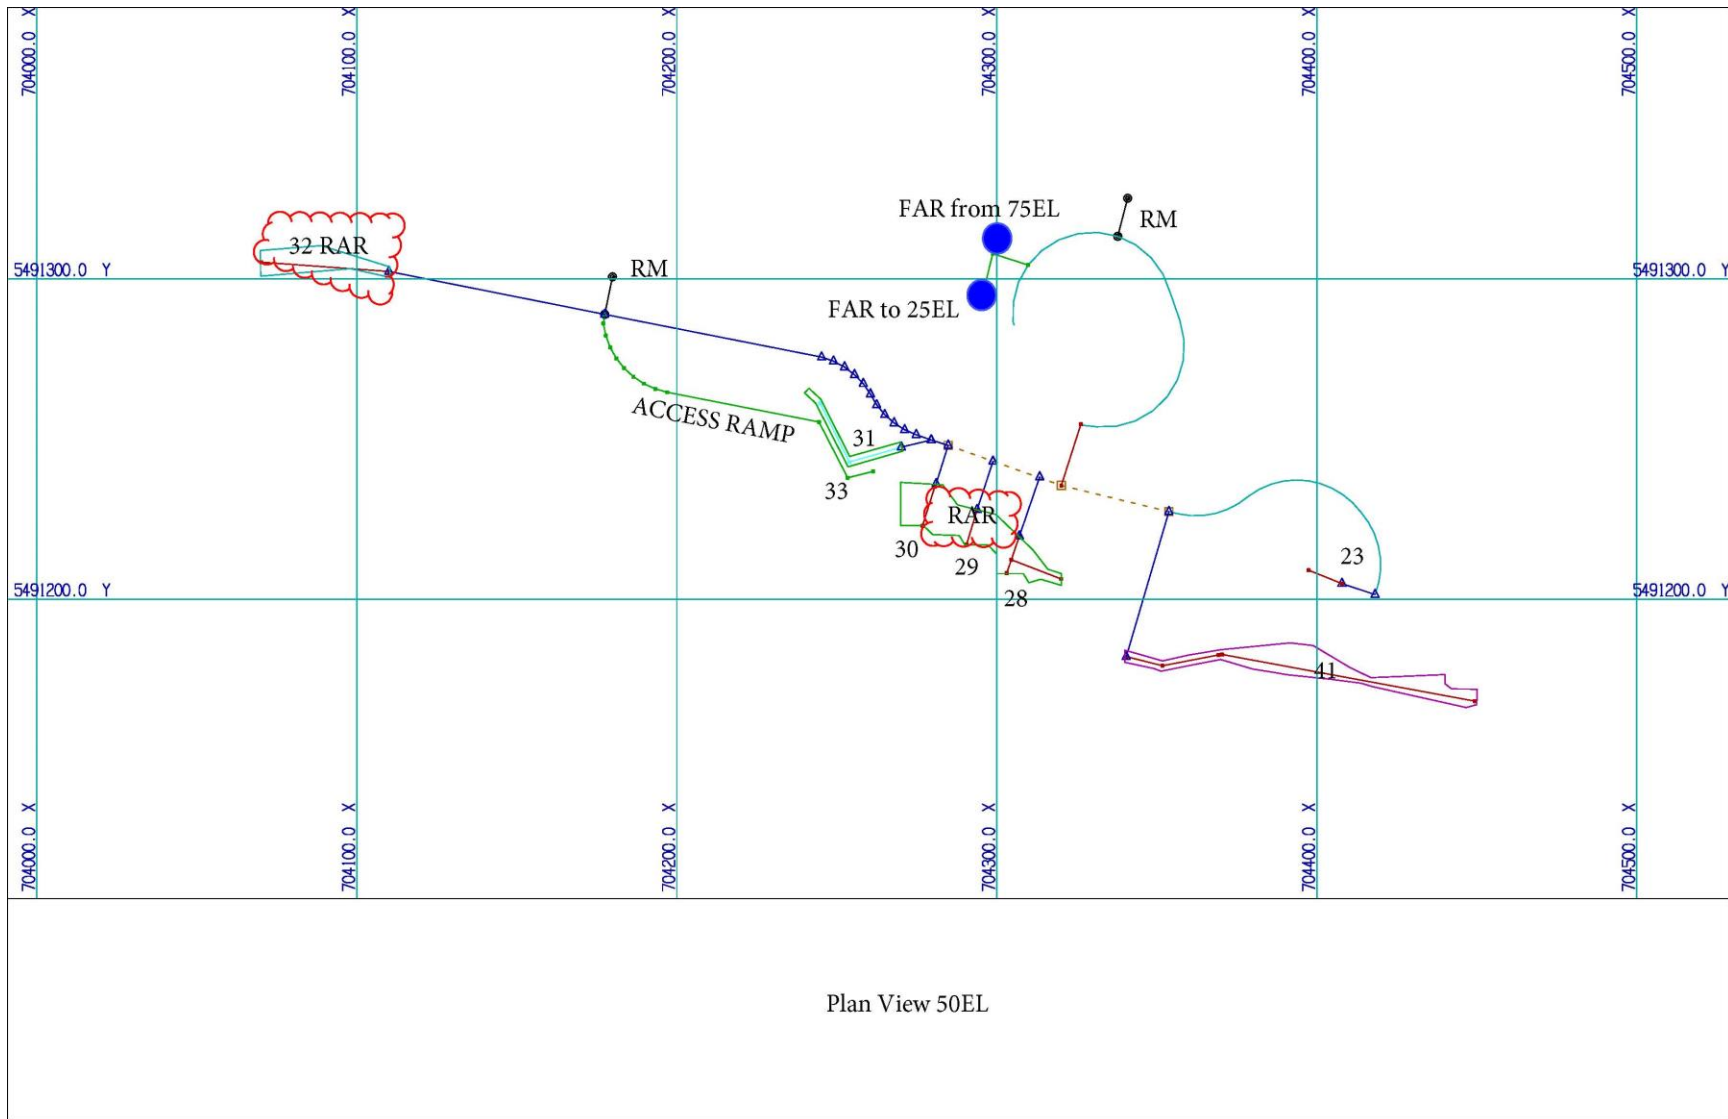 704000.0 X
704100.0 X
704200.0 X
704300.0 X
704400.0 X
704500.0 X
FAR from 75EL
RM
32 RAR
RM
5491300.0 Y
5491300.0 Y
FAR to 25EL
ACCESS RAMP
31
33
RAR
30
29
28
23
5491200.0 Y
5491200.0 Y
41
704000.0 X
704100.0 X
704200.0 X
704300.0 X
704400.0 X
704500.0 X
Plan View 50EL